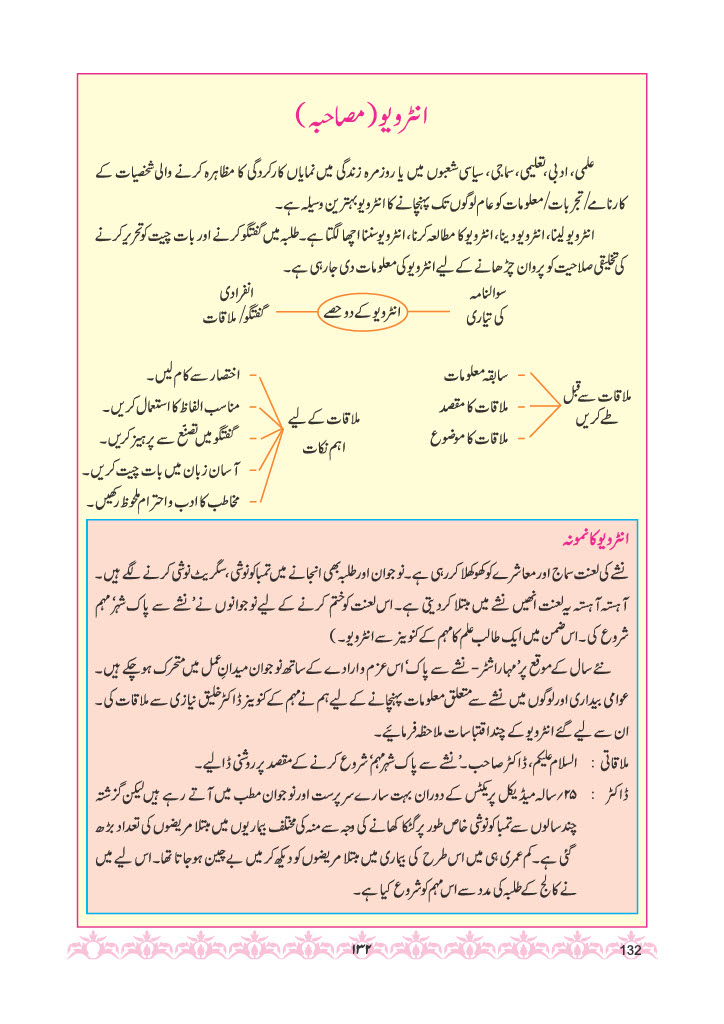 انٹرویو (مصاحبہ)
علمی، ادبی، تعلیمی، سماجی، سیاسی شعبوں میں یا روزمرہ زندگی میں نمایاں کارکردگی کا مظاہرہ کرنے والی شخصیات کے
کارنامے/تجربات/معلومات کو عام لوگوں تک پہنچانے کا انٹرویو بہترین وسیلہ ہے۔
انٹرویو لینا، انٹرویو دینا، انٹرویو کا مطالعہ کرنا، انٹرویو سننا اچھا لگتا ہے۔ طلبہ میں گفتگو کرنے اور بات چیت کو تحریر کرنے
کی تخلیقی صلاحیت کو پروان چڑھانے کے لیے انٹرویو کی معلومات دی جا رہی ہے۔
سوالنامہ
کی تیاری
انٹرویو کے دو حصے
انفرادی
گفتگو/ ملاقات
ملاقات سے قبل
طے کریں
– سابقہ معلومات
– ملاقات کا مقصد
– ملاقات کا موضوع
ملاقات کے لیے
اہم نکات
– اختصار سے کام لیں۔
– مناسب الفاظ کا استعمال کریں۔
– گفتگو میں تصنع سے پرہیز کریں۔
– آسان زبان میں بات چیت کریں۔
– مخاطب کا ادب و احترام ملحوظ رکھیں۔
انٹرویو کا نمونہ
نشے کی لعنت سماج اور معاشرے کو کھوکھلا کر رہی ہے۔ نوجوان اور طلبہ بھی انجانے میں تمباکو نوشی، سگریٹ نوشی کرنے لگے ہیں۔
آہستہ آہستہ یہ لعنت انھیں نشے میں مبتلا کر دیتی ہے۔ اس لعنت کو ختم کرنے کے لیے نوجوانوں نے 'نشے سے پاک شہر' مہم
شروع کی۔ اس ضمن میں ایک طالب علم کا مہم کے کنوینر سے انٹرویو۔)
نئے سال کے موقع پر 'مہاراشٹر - نشے سے پاک' اس عزم و ارادے کے ساتھ نوجوان میدانِ عمل میں متحرک ہو چکے ہیں۔
عوامی بیداری اور لوگوں میں نشے سے متعلق معلومات پہنچانے کے لیے ہم نے مہم کے کنوینر ڈاکٹر خلیق نیازی سے ملاقات کی۔
ان سے لیے گئے انٹرویو کے چند اقتباسات ملاحظہ فرمائیے۔
ملاقاتی : السلام علیکم، ڈاکٹر صاحب۔ 'نشے سے پاک شہر مہم' شروع کرنے کے مقصد پر روشنی ڈالیے۔
ڈاکٹر : ۲۵؍سالہ میڈیکل پریکٹس کے دوران بہت سارے سرپرست اور نوجوان مطب میں آتے رہے ہیں لیکن گزشتہ
چند سالوں سے تمباکو نوشی خاص طور پر گٹکا کھانے کی وجہ سے منہ کی مختلف بیماریوں میں مبتلا مریضوں کی تعداد بڑھ
گئی ہے۔ کم عمری ہی میں اس طرح کی بیماری میں مبتلا مریضوں کو دیکھ کر میں بے چین ہو جاتا تھا۔ اس لیے میں
نے کالج کے طلبہ کی مدد سے اس مہم کو شروع کیا ہے۔
۱۳۲
132